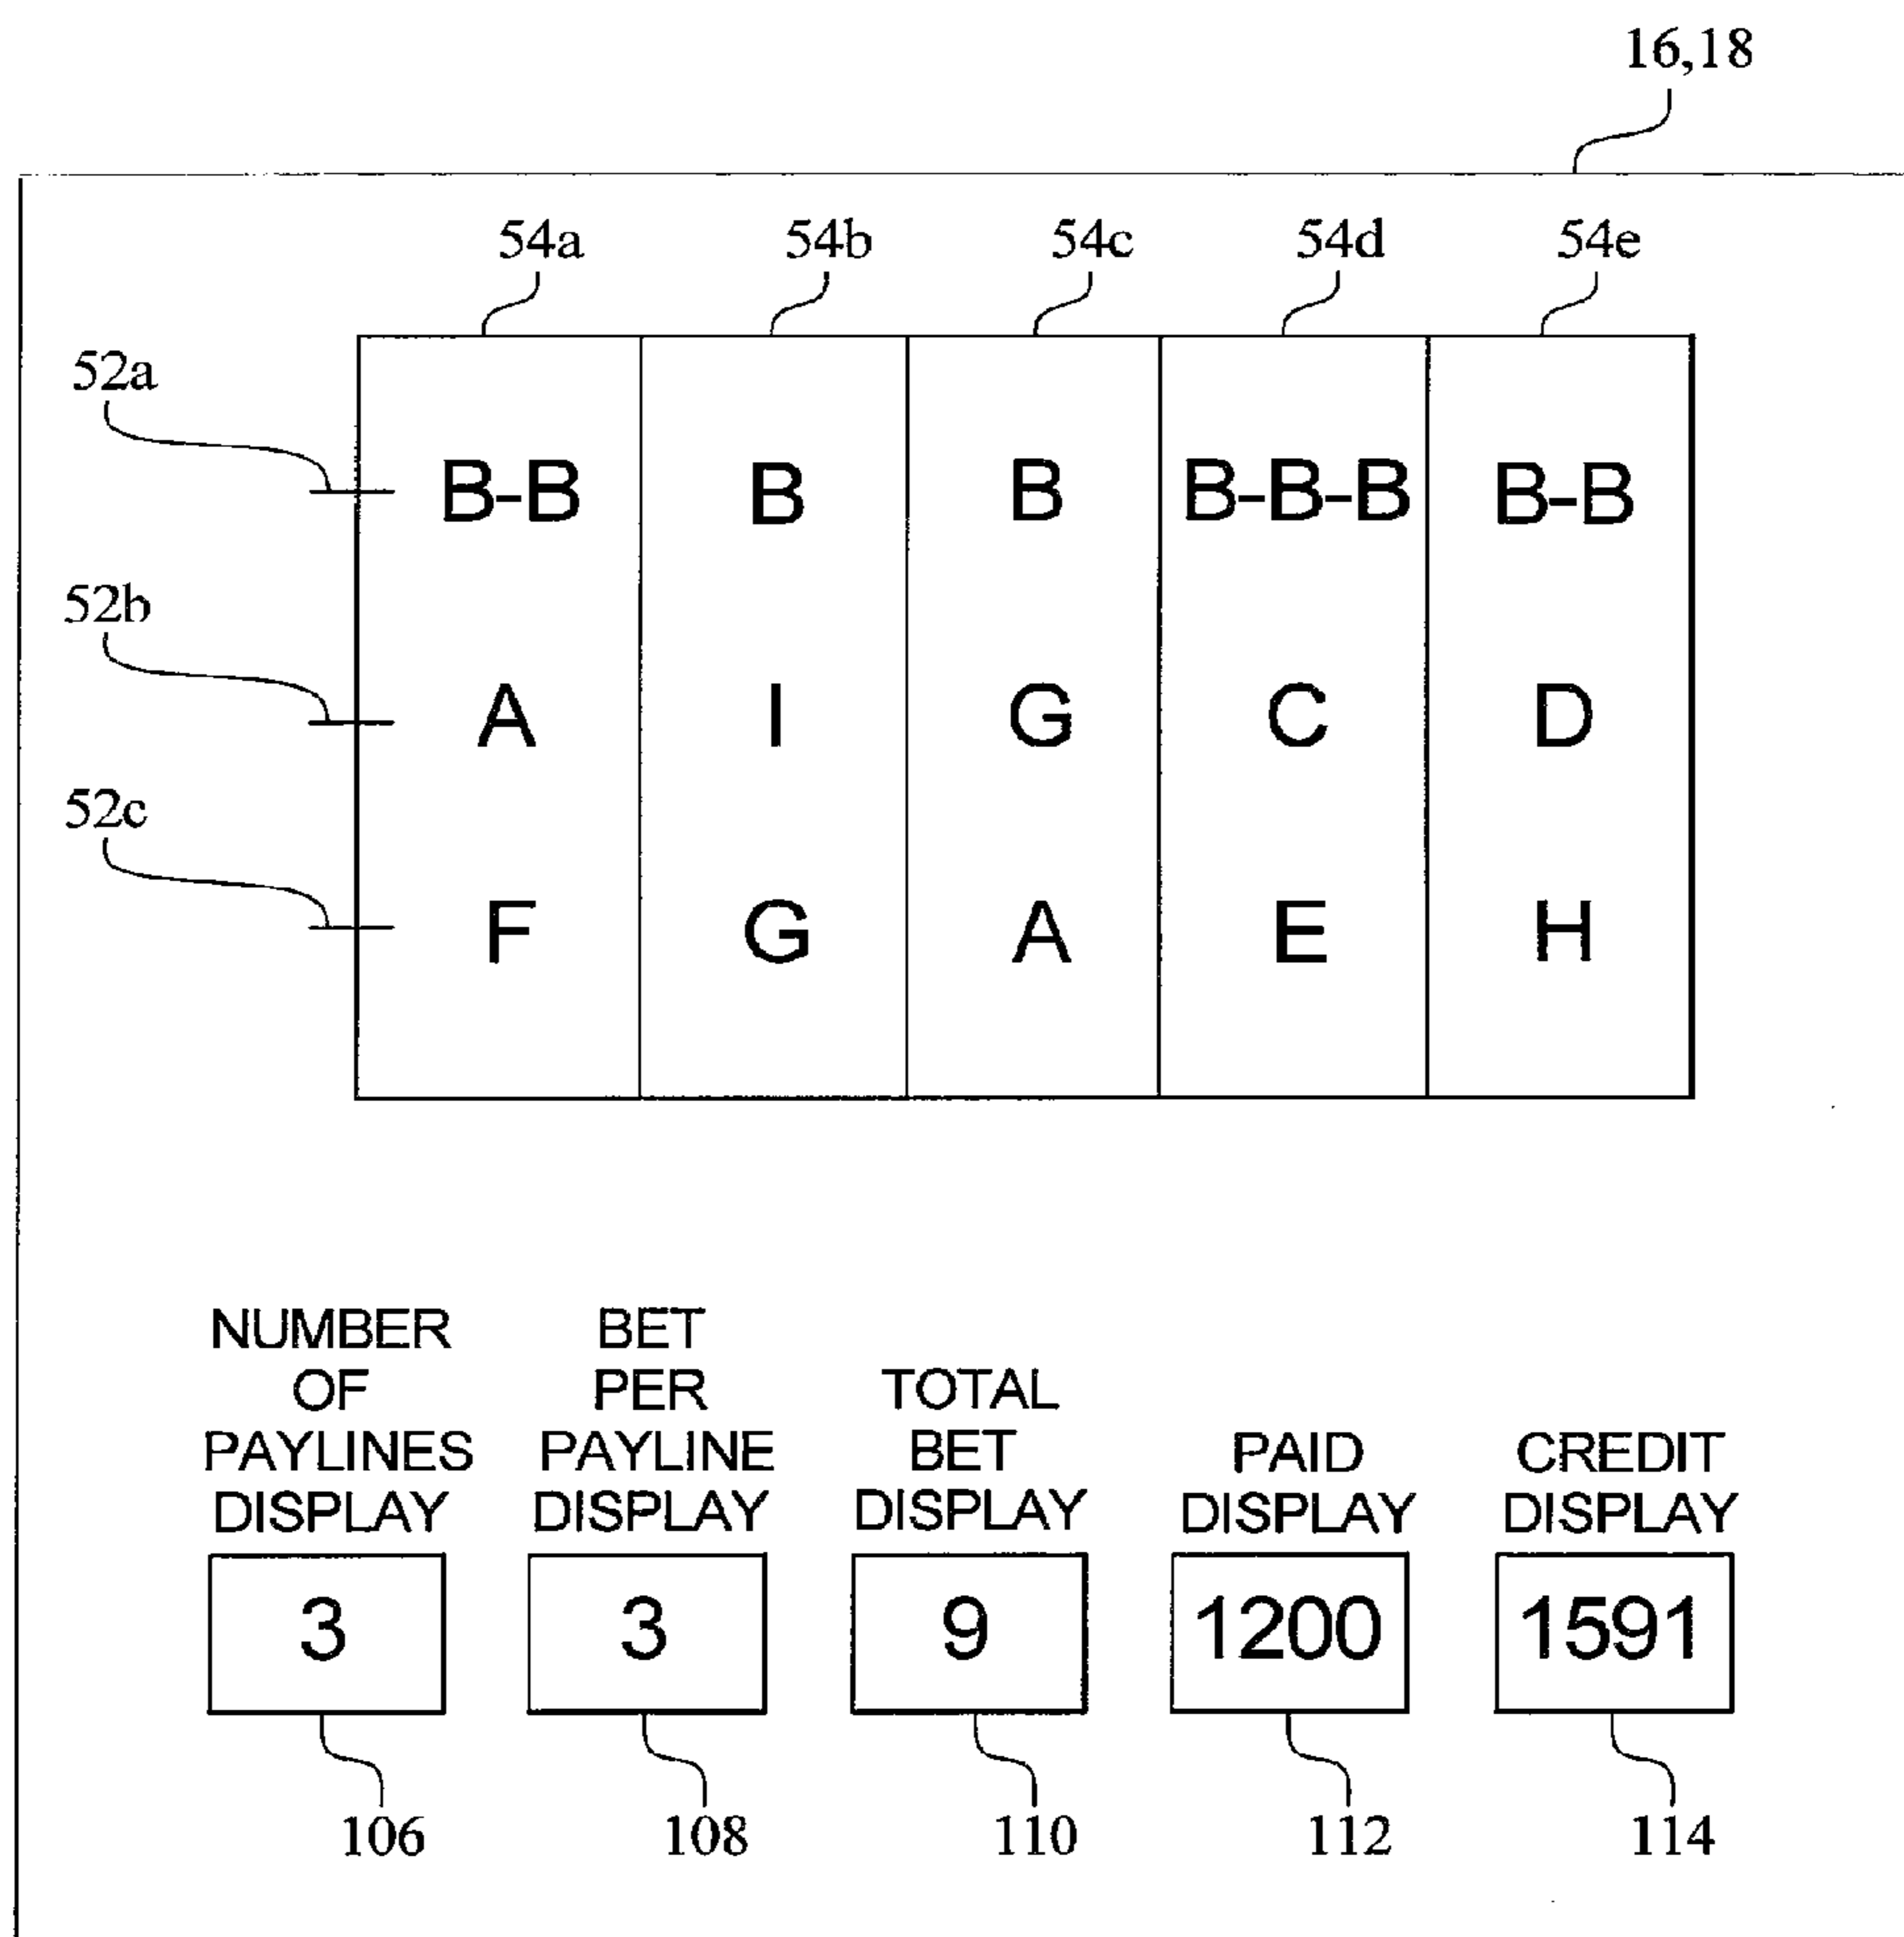 16,18
54a 54b 54c 54d 54e
52a
B-B B B B-B-B B-B
52b
A I G C D
52c
F G A E H
NUMBER
OF
PAYLINES
DISPLAY
3
106
BET
PER
PAYLINE
DISPLAY
3
108
TOTAL
BET
DISPLAY
9
110
PAID
DISPLAY
1200
112
CREDIT
DISPLAY
1591
114